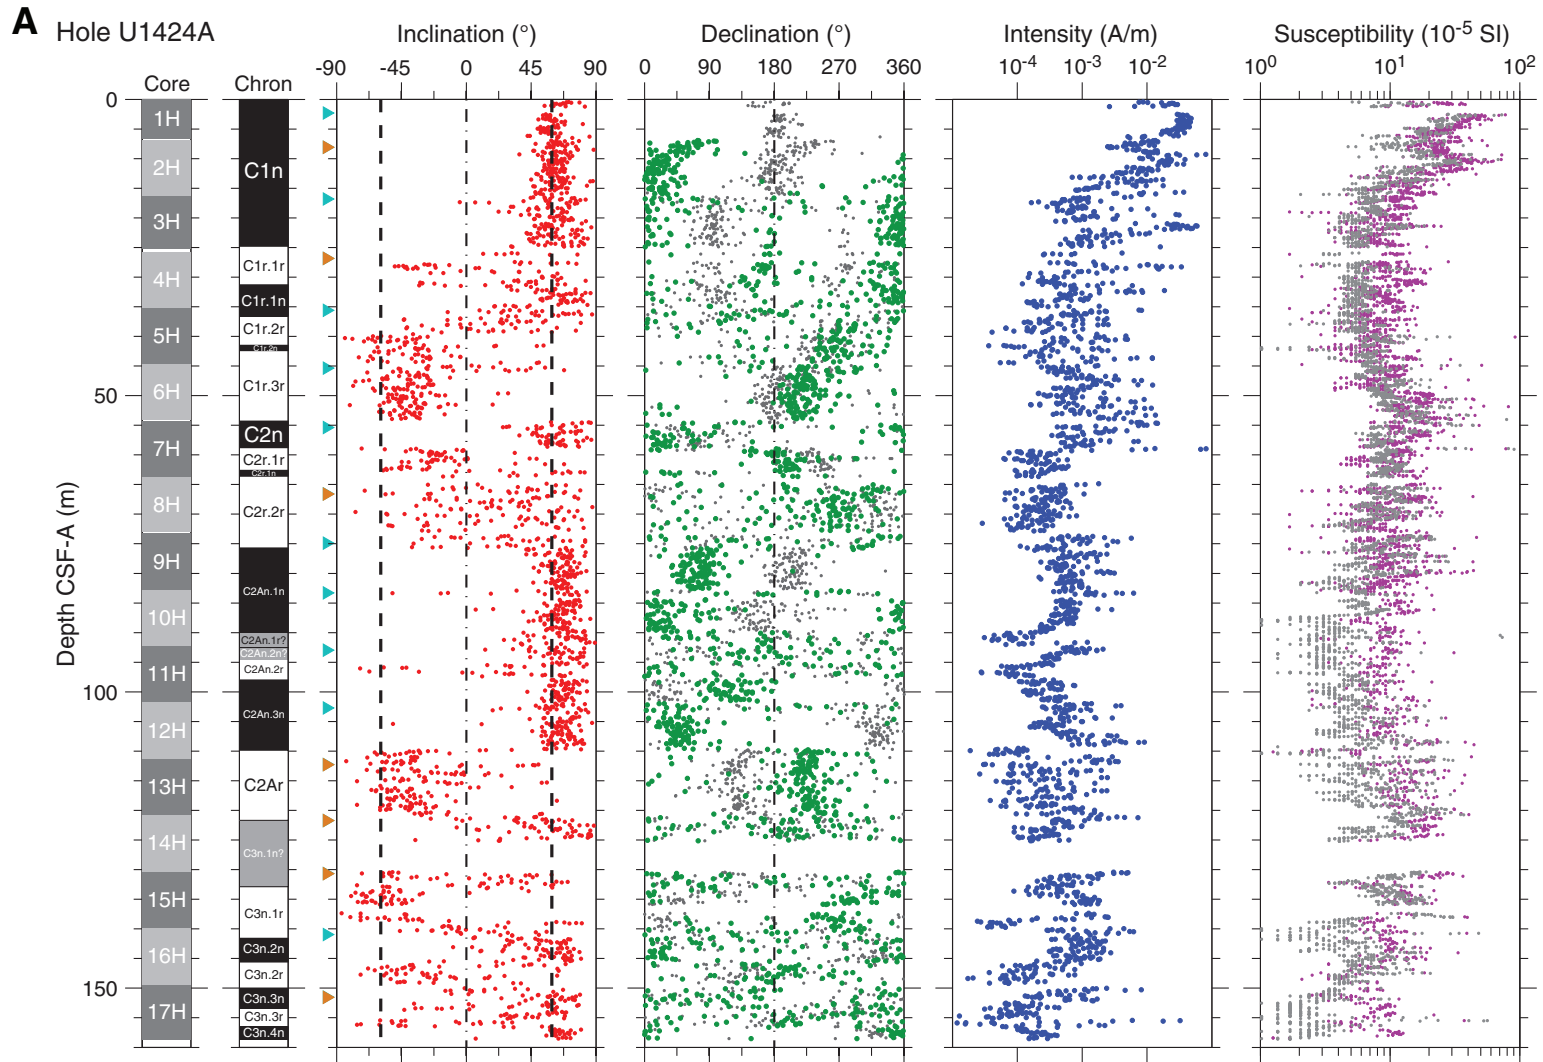 A Hole U1424A
Inclination (°) Declination (°) Intensity (A/m) Susceptibility (10-5 SI)
Core Chron
-90 -45 0 45 90
0 90 180 270 360
10-4 10-3 10-2
100 101 102
Depth CSF-A (m)
0
50
100
150
1H
2H
3H
4H
5H
6H
7H
8H
9H
10H
11H
12H
13H
14H
15H
16H
17H
C1n
C1r.1r
C1r.1n
C1r.2r
C1r.2n
C1r.3r
C2n
C2r.1r
C2r.1n
C2r.2r
C2An.1n
C2An.1r?
C2An.2n?
C2An.2r
C2An.3n
C2Ar
C3n.1n?
C3n.1r
C3n.2n
C3n.2r
C3n.3n
C3n.3r
C3n.4n